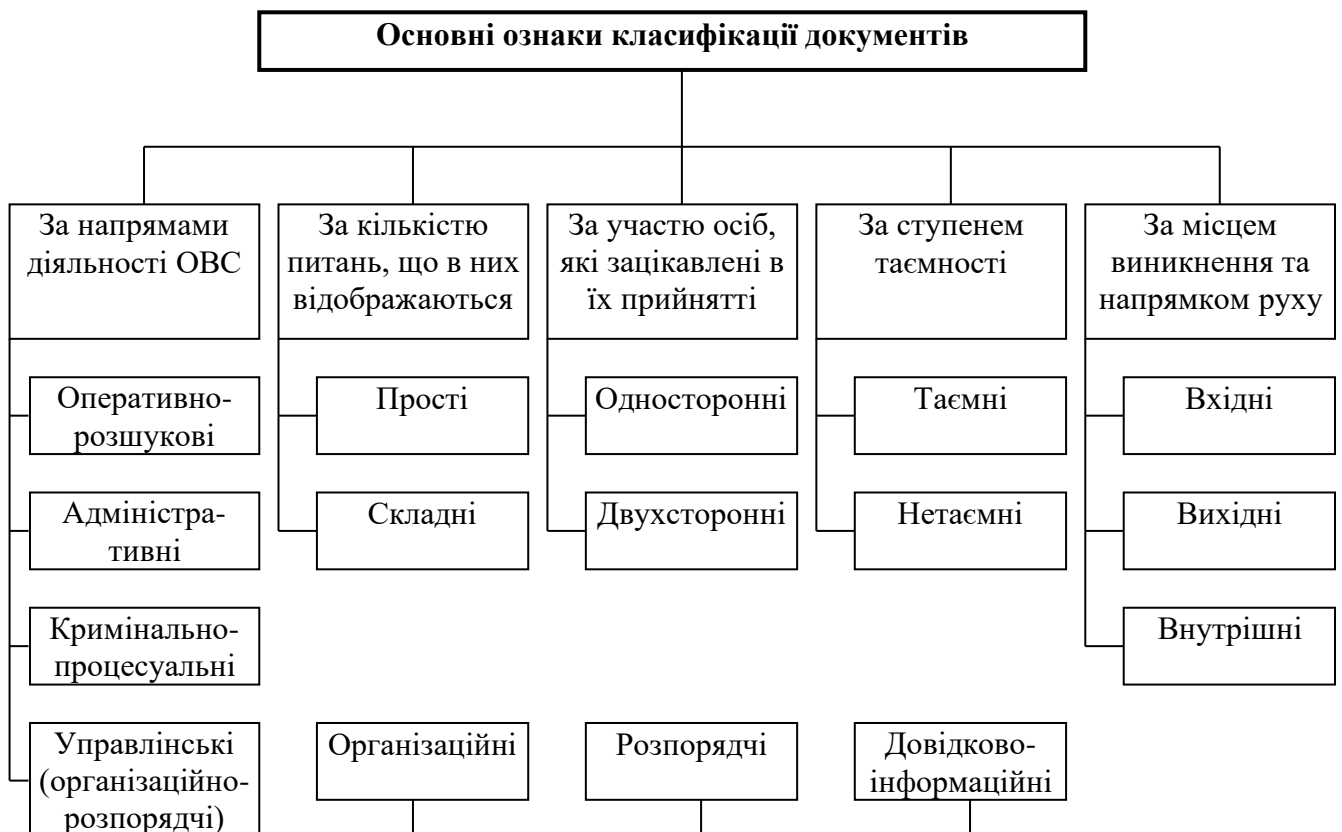 Основні ознаки класифікації документів
За напрямами
діяльності ОВС
За кількістю
питань, що в них
відображаються
За участю осіб,
які зацікавлені в
їх прийнятті
За ступенем
таємності
За місцем
виникнення та
напрямком руху
Оперативно-
розшукові
Прості
Односторонні
Таємні
Вхідні
Адміністра-
тивні
Складні
Двухсторонні
Нетаємні
Вихідні
Кримінально-
процесуальні
Внутрішні
Управлінські
(організаційно-
розпорядчі)
Організаційні
Розпорядчі
Довідково-
інформаційні